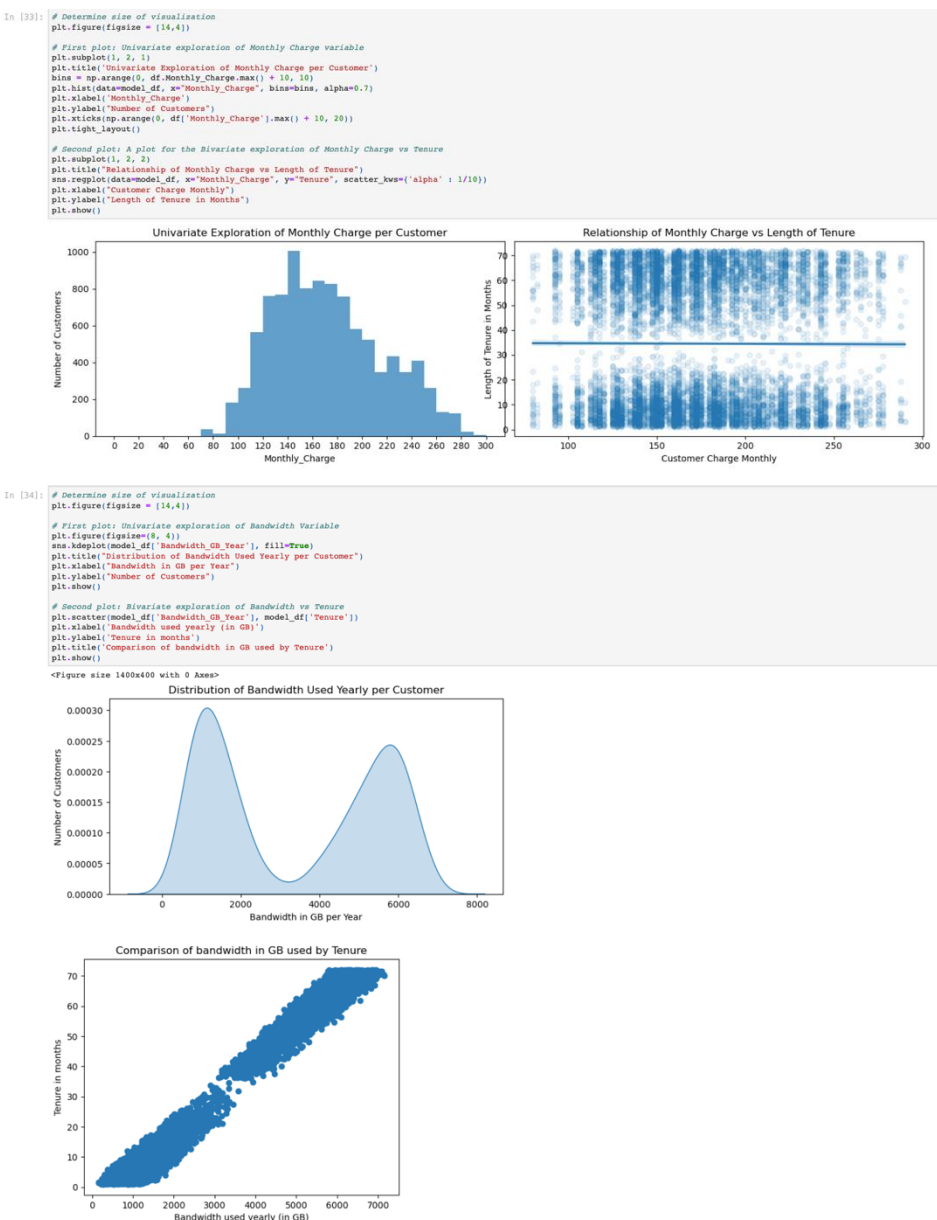 In [33]:
# Determine size of visualization
plt.figure(figsize = [14,4])

# First plot: Univariate exploration of Monthly Charge variable
plt.subplot(1, 2, 1)
plt.title('Univariate Exploration of Monthly Charge per Customer')
bins = np.arange(0, df.Monthly_Charge.max() + 10, 10)
plt.hist(data=model_df, x="Monthly_Charge", bins=bins, alpha=0.7)
plt.xlabel('Monthly_Charge')
plt.ylabel("Number of Customers")
plt.xticks(np.arange(0, df['Monthly_Charge'].max() + 10, 20))
plt.tight_layout()

# Second plot: A plot for the Bivariate exploration of Monthly Charge vs Tenure
plt.subplot(1, 2, 2)
plt.title("Relationship of Monthly Charge vs Length of Tenure")
sns.regplot(data=model_df, x="Monthly_Charge", y="Tenure", scatter_kws={'alpha' : 1/10})
plt.xlabel("Customer Charge Monthly")
plt.ylabel("Length of Tenure in Months")
plt.show()

Univariate Exploration of Monthly Charge per Customer
Number of Customers
1000
800
600
400
200
0
0 20 40 60 80 100 120 140 160 180 200 220 240 260 280 300
Monthly_Charge

Relationship of Monthly Charge vs Length of Tenure
Length of Tenure in Months
70
60
50
40
30
20
10
0
100 150 200 250 300
Customer Charge Monthly

In [34]:
# Determine size of visualization
plt.figure(figsize = [14,4])

# First plot: Univariate exploration of Bandwidth Variable
plt.figure(figsize=(8, 4))
sns.kdeplot(model_df['Bandwidth_GB_Year'], fill=True)
plt.title("Distribution of Bandwidth Used Yearly per Customer")
plt.xlabel("Bandwidth in GB per Year")
plt.ylabel("Number of Customers")
plt.show()

# Second plot: Bivariate exploration of Bandwidth vs Tenure
plt.scatter(model_df['Bandwidth_GB_Year'], model_df['Tenure'])
plt.xlabel('Bandwidth used yearly (in GB)')
plt.ylabel('Tenure in months')
plt.title('Comparison of bandwidth in GB used by Tenure')
plt.show()

<Figure size 1400x400 with 0 Axes>

Distribution of Bandwidth Used Yearly per Customer
Number of Customers
0.00030
0.00025
0.00020
0.00015
0.00010
0.00005
0.00000
0 2000 4000 6000 8000
Bandwidth in GB per Year

Comparison of bandwidth in GB used by Tenure
Tenure in months
70
60
50
40
30
20
10
0
0 1000 2000 3000 4000 5000 6000 7000
Bandwidth used yearly (in GB)